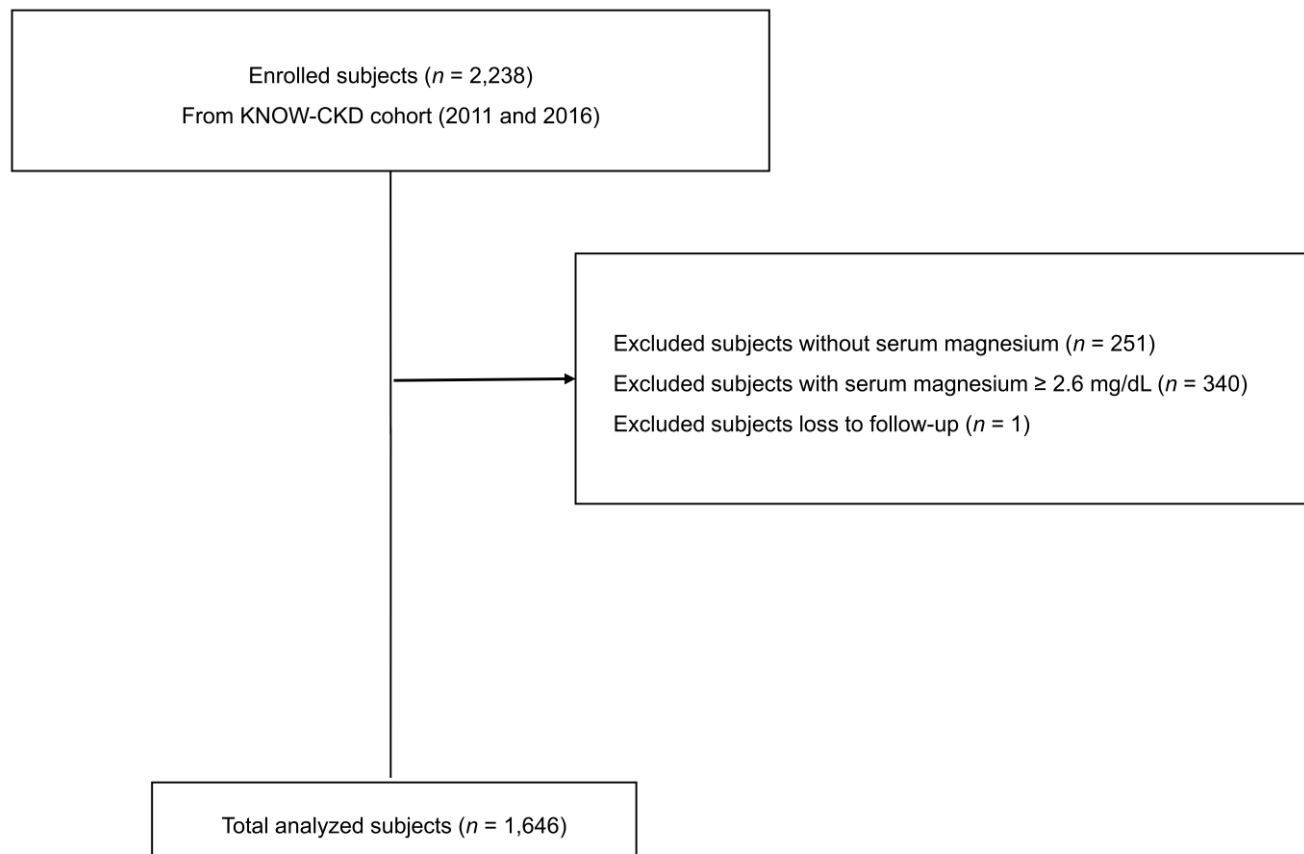 Enrolled subjects (n = 2,238)
From KNOW-CKD cohort (2011 and 2016)
Excluded subjects without serum magnesium (n = 251)
Excluded subjects with serum magnesium ≥ 2.6 mg/dL (n = 340)
Excluded subjects loss to follow-up (n = 1)
Total analyzed subjects (n = 1,646)